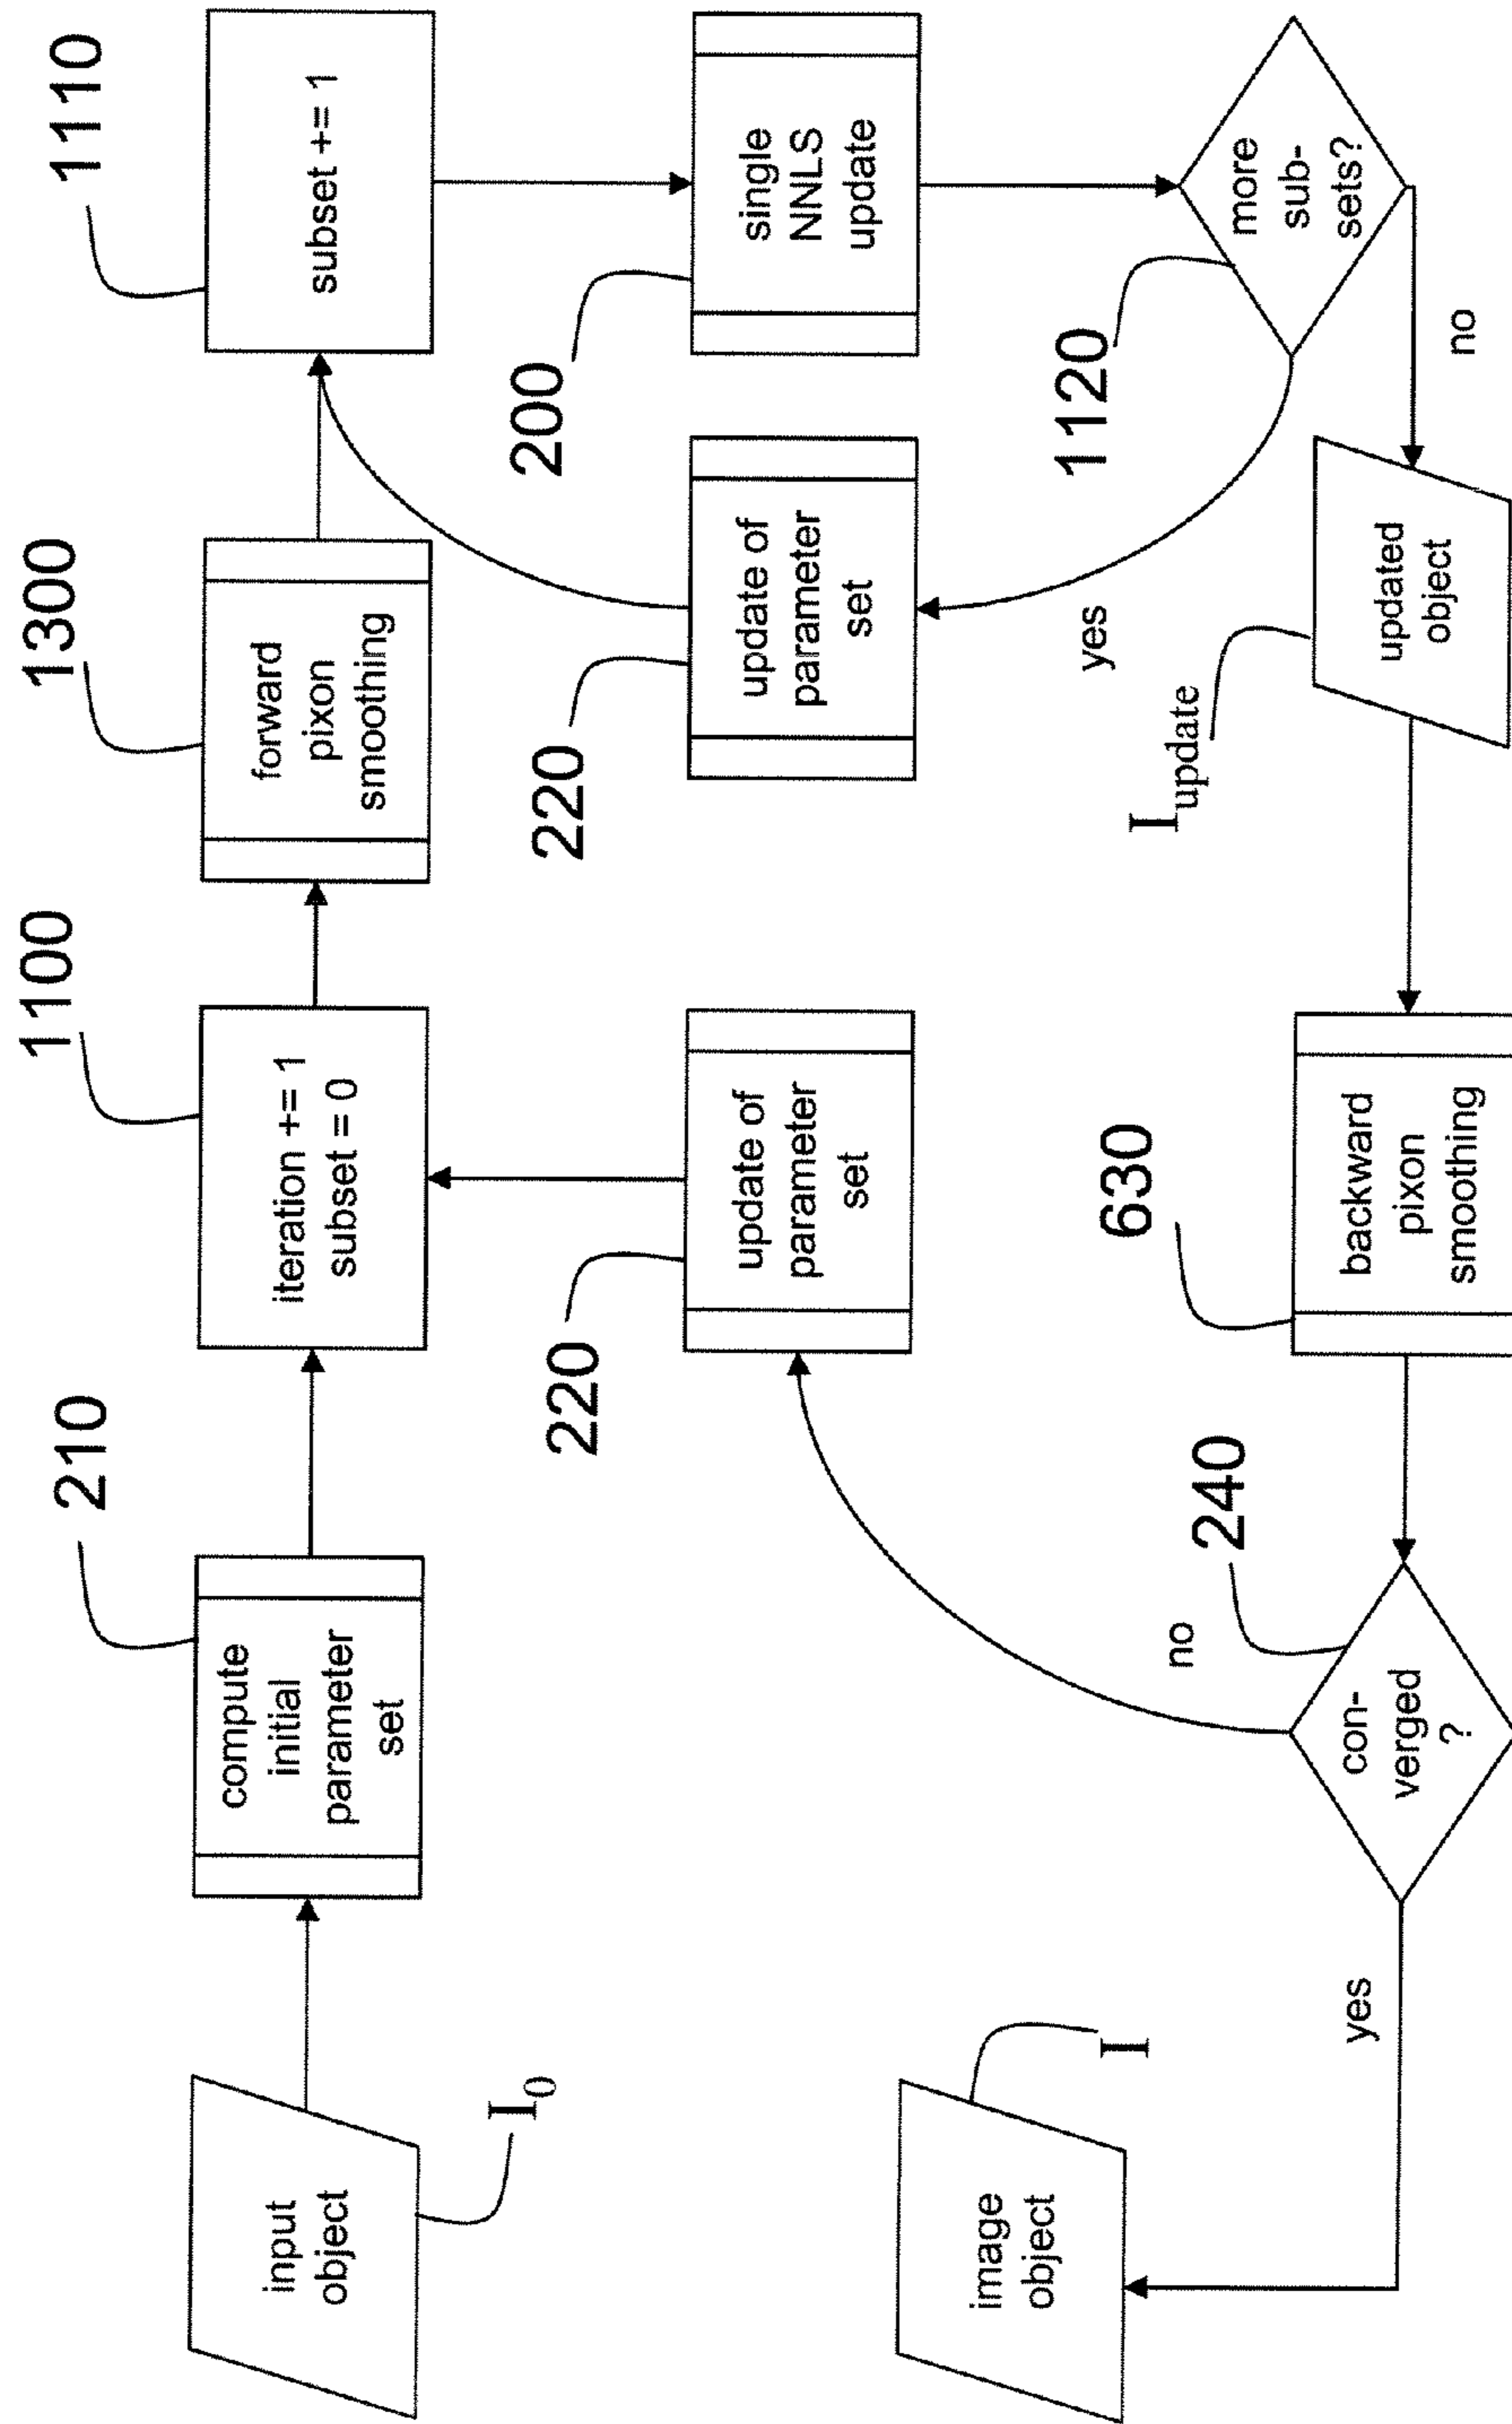 210
1100
1300
1110
input
object
I₀
compute
initial
parameter
set
iteration += 1
subset = 0
forward
pixon
smoothing
subset += 1
220
update of
parameter
set
220
update of
parameter
set
200
single
NNLS
update
image
object
I
yes
con-
verged
?
240
no
630
backward
pixon
smoothing
I_update
updated
object
yes
1120
more
sub-
sets?
no